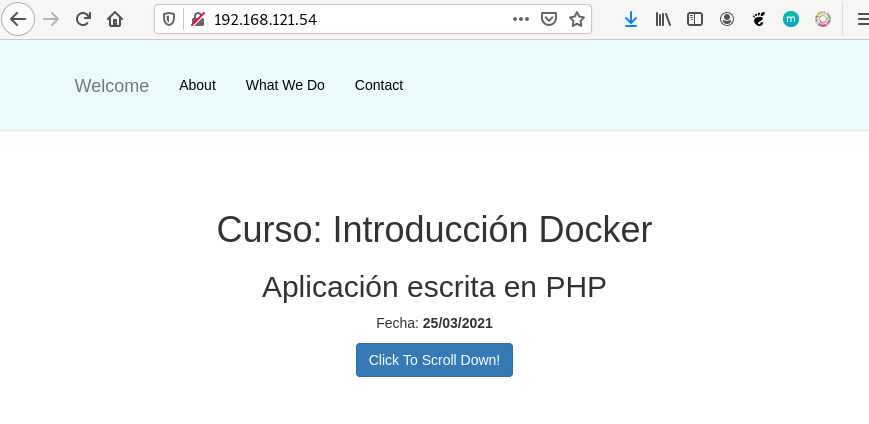 192.168.121.54
Welcome About What We Do Contact
Curso: Introducción Docker
Aplicación escrita en PHP
Fecha: 25/03/2021
Click To Scroll Down!